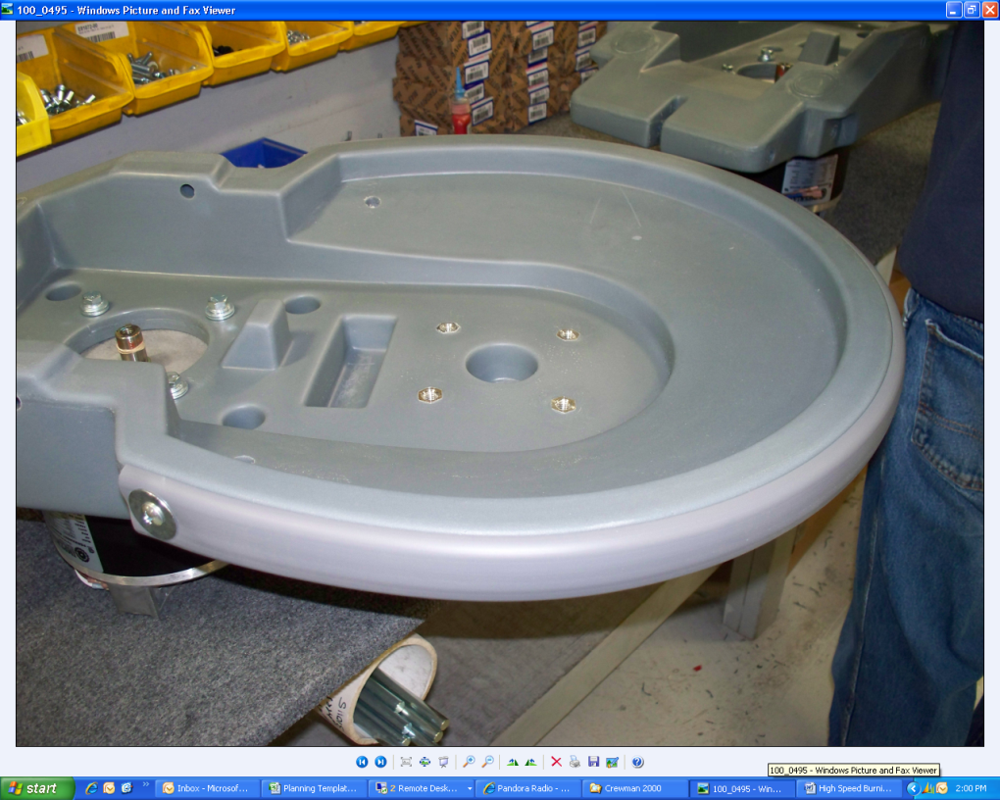 100_0495 - Windows Picture and Fax Viewer
100_0495 - Windows Picture and Fax Viewer
start
Inbox - Microsof...
Planning Templat...
2 Remote Desk...
Pandora Radio - ...
Crewman 2000
100_0495 - Win...
High Speed Burni...
2:00 PM